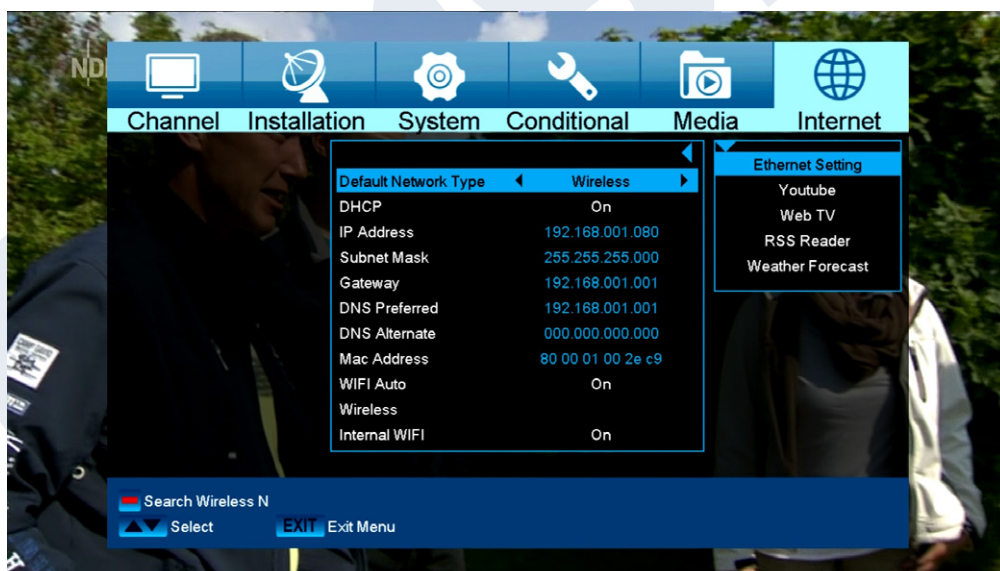 Channel Installation System Conditional Media Internet
Default Network Type Wireless
DHCP On
IP Address 192.168.001.080
Subnet Mask 255.255.255.000
Gateway 192.168.001.001
DNS Preferred 192.168.001.001
DNS Alternate 000.000.000.000
Mac Address 80 00 01 00 2e c9
WIFI Auto On
Wireless
Internal WIFI On
Ethernet Setting
Youtube
Web TV
RSS Reader
Weather Forecast
Search Wireless N
Select EXIT Exit Menu